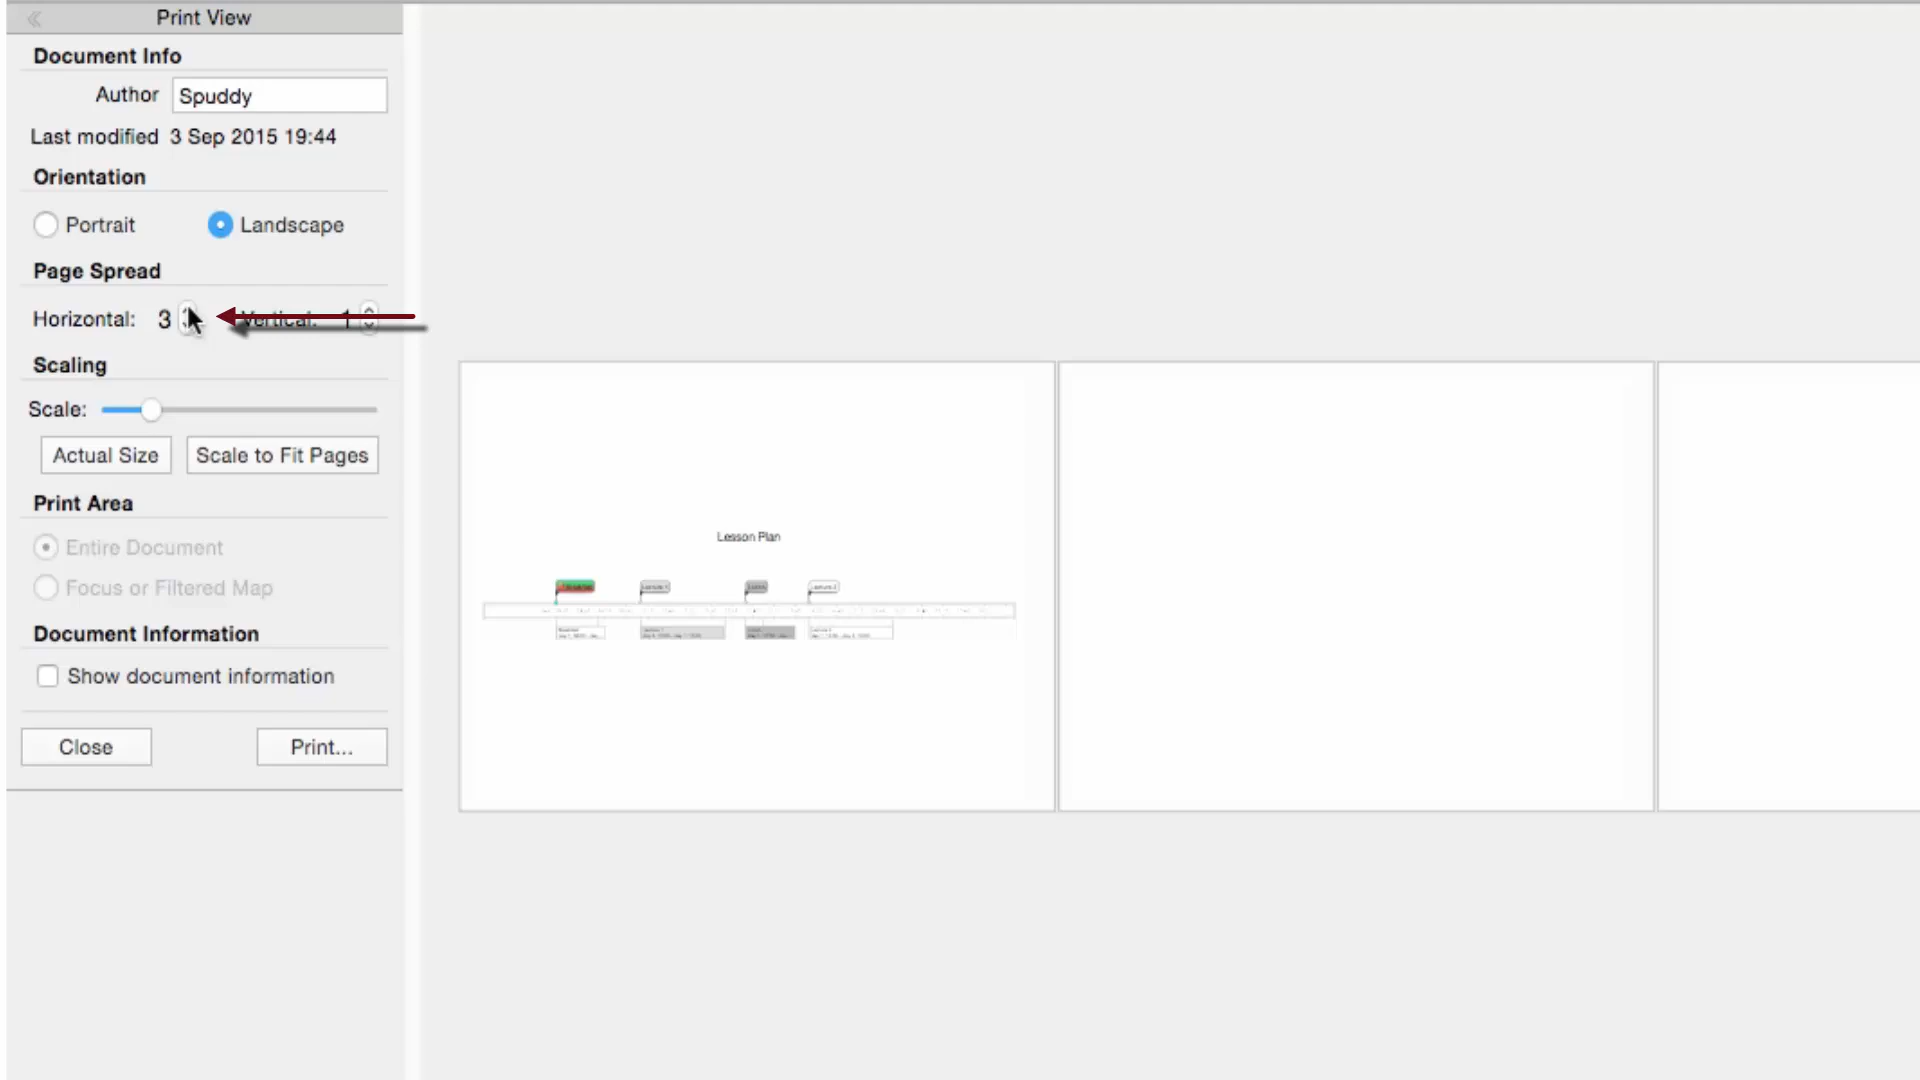 Print View
Document Info
Author Spuddy
Last modified 3 Sep 2015 19:44
Orientation
Portrait Landscape
Page Spread
Horizontal: 3 Vertical: 1
Scaling
Scale:
Actual Size Scale to Fit Pages
Print Area
Entire Document
Focus or Filtered Map
Document Information
Show document information
Close Print...
Lesson Plan